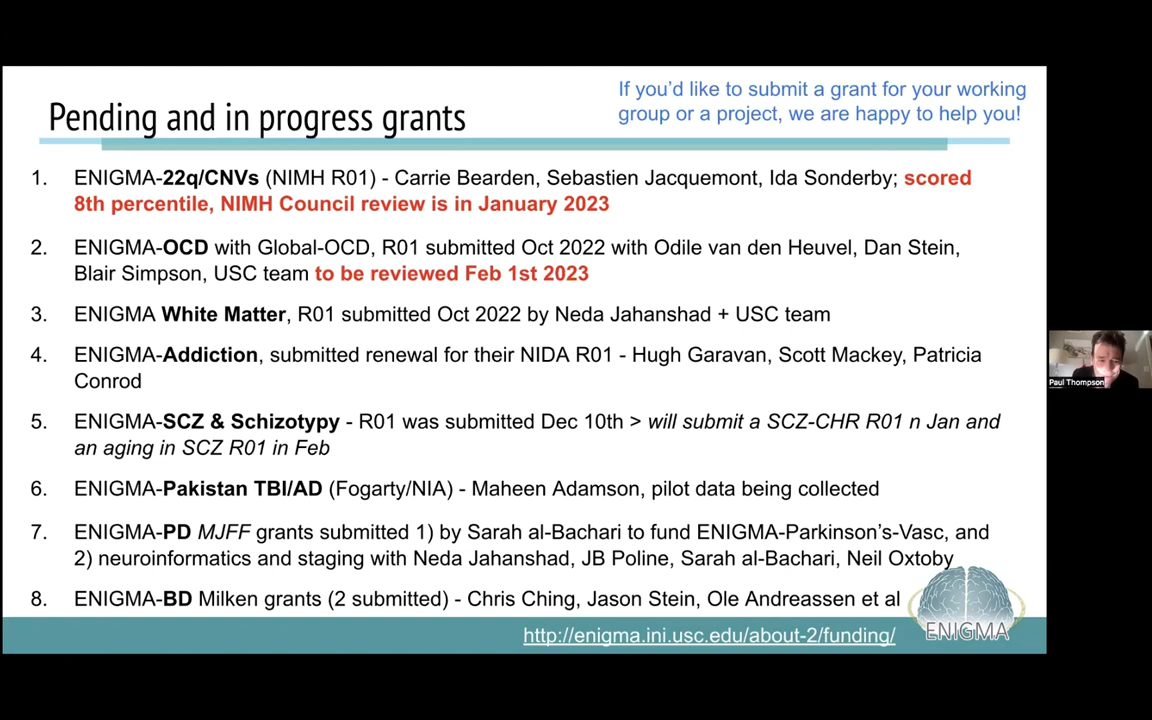 Pending and in progress grants
If you'd like to submit a grant for your working
group or a project, we are happy to help you!
1. ENIGMA-22q/CNVs (NIMH R01) - Carrie Bearden, Sebastien Jacquemont, Ida Sonderby; scored
8th percentile, NIMH Council review is in January 2023
2. ENIGMA-OCD with Global-OCD, R01 submitted Oct 2022 with Odile van den Heuvel, Dan Stein,
Blair Simpson, USC team to be reviewed Feb 1st 2023
3. ENIGMA White Matter, R01 submitted Oct 2022 by Neda Jahanshad + USC team
4. ENIGMA-Addiction, submitted renewal for their NIDA R01 - Hugh Garavan, Scott Mackey, Patricia
Conrod
5. ENIGMA-SCZ & Schizotypy - R01 was submitted Dec 10th > will submit a SCZ-CHR R01 n Jan and
an aging in SCZ R01 in Feb
6. ENIGMA-Pakistan TBI/AD (Fogarty/NIA) - Maheen Adamson, pilot data being collected
7. ENIGMA-PD MJFF grants submitted 1) by Sarah al-Bachari to fund ENIGMA-Parkinson's-Vasc, and
2) neuroinformatics and staging with Neda Jahanshad, JB Poline, Sarah al-Bachari, Neil Oxtoby
8. ENIGMA-BD Milken grants (2 submitted) - Chris Ching, Jason Stein, Ole Andreassen et al
http://enigma.ini.usc.edu/about-2/funding/
ENIGMA
Paul Thompson